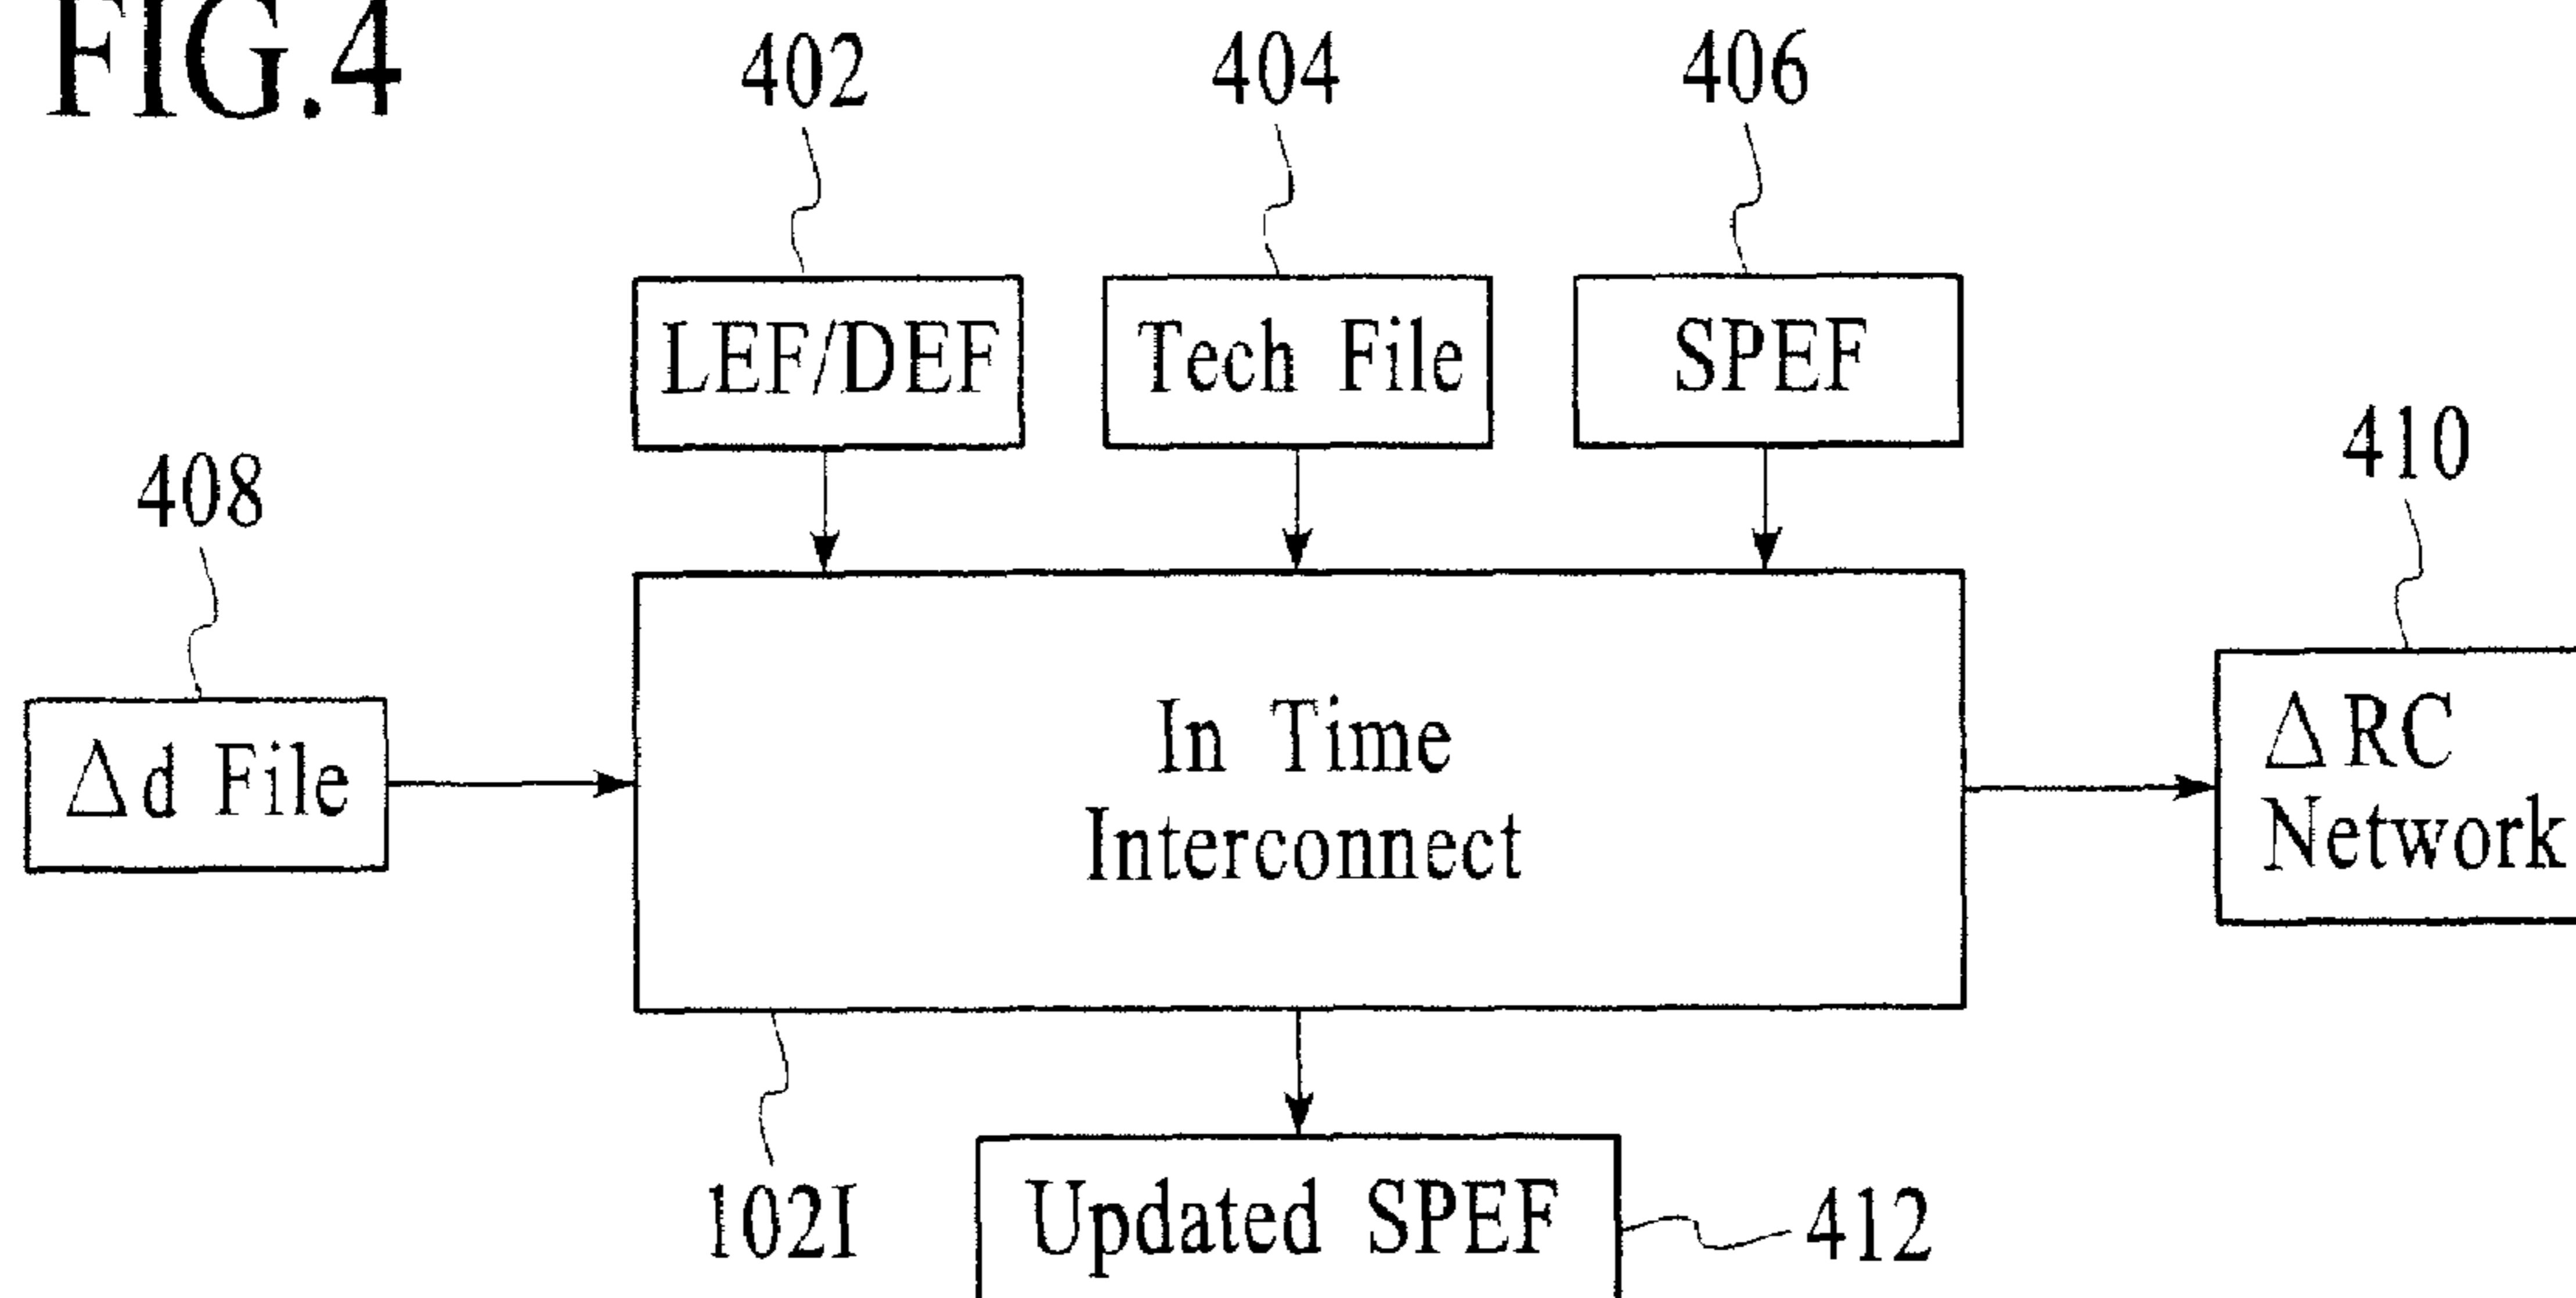 FIG.4
402
404
406
LEF/DEF
Tech File
SPEF
408
410
Δd File
In Time
Interconnect
ΔRC
Network
102I
Updated SPEF
412